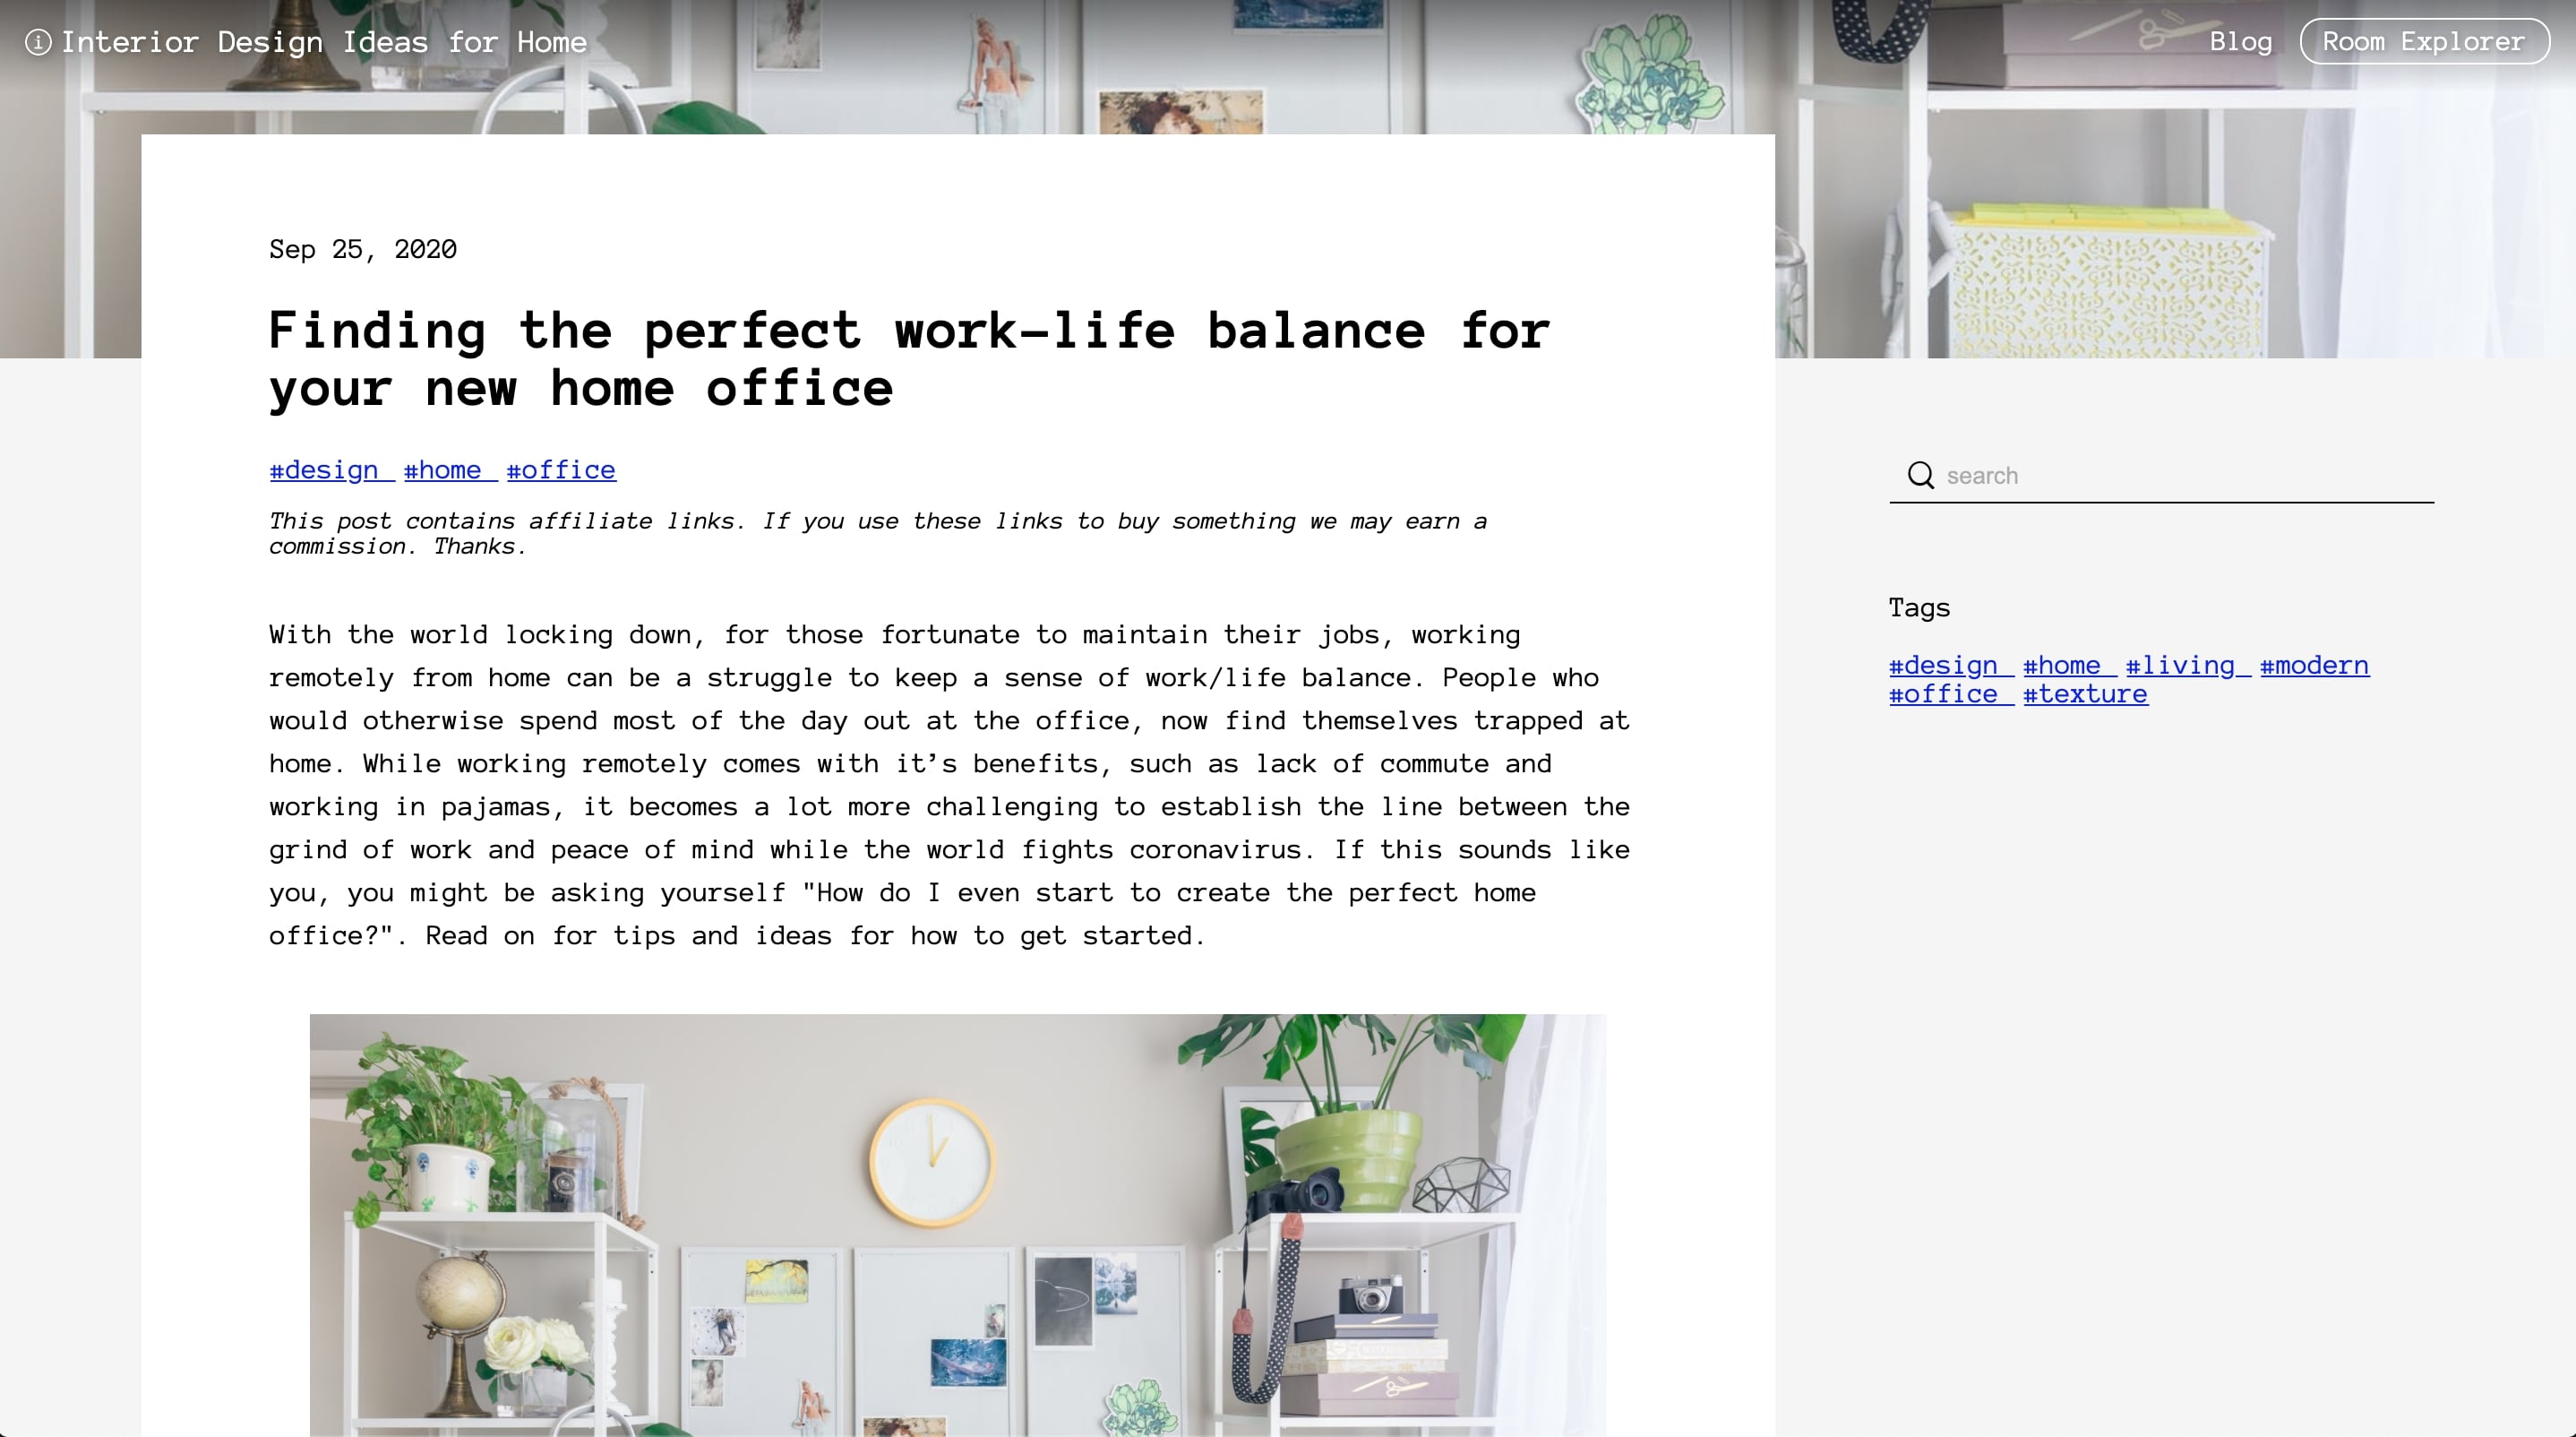 Interior Design Ideas for Home
Blog
Room Explorer
Sep 25, 2020
Finding the perfect work-life balance for
your new home office
#design #home #office
This post contains affiliate links. If you use these links to buy something we may earn a
commission. Thanks.
With the world locking down, for those fortunate to maintain their jobs, working
remotely from home can be a struggle to keep a sense of work/life balance. People who
would otherwise spend most of the day out at the office, now find themselves trapped at
home. While working remotely comes with it’s benefits, such as lack of commute and
working in pajamas, it becomes a lot more challenging to establish the line between the
grind of work and peace of mind while the world fights coronavirus. If this sounds like
you, you might be asking yourself "How do I even start to create the perfect home
office?". Read on for tips and ideas for how to get started.
search
Tags
#design #home #living #modern
#office #texture